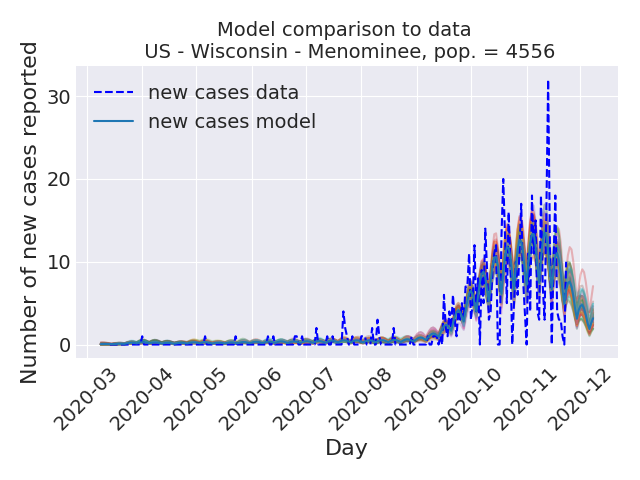 Model comparison to data
US - Wisconsin - Menominee, pop. = 4556
Number of new cases reported
30
20
10
0
new cases data
new cases model
2020-03
2020-04
2020-05
2020-06
2020-07
2020-08
2020-09
2020-10
2020-11
2020-12
Day